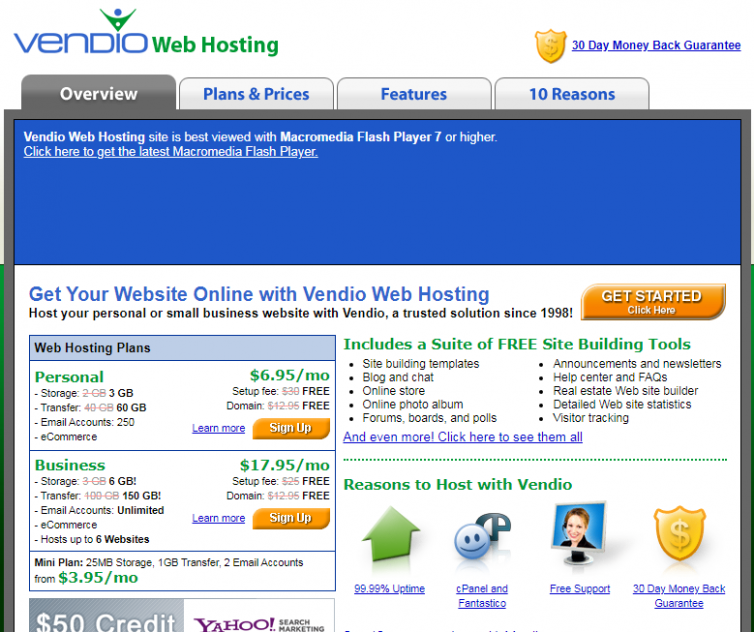 VENDIO Web Hosting
30 Day Money Back Guarantee
Overview
Plans & Prices
Features
10 Reasons
Vendio Web Hosting site is best viewed with Macromedia Flash Player 7 or higher.
Click here to get the latest Macromedia Flash Player.
Get Your Website Online with Vendio Web Hosting
Host your personal or small business website with Vendio, a trusted solution since 1998!
GET STARTED
Click Here
Web Hosting Plans
Personal
$6.95/mo
- Storage: 2 GB 3 GB
Setup fee: $30 FREE
- Transfer: 40 GB 60 GB
Domain: $12.95 FREE
- Email Accounts: 250
- eCommerce
Learn more
Sign Up
Business
$17.95/mo
- Storage: 3 GB 6 GB!
Setup fee: $25 FREE
- Transfer: 100 GB 150 GB!
Domain: $12.95 FREE
- Email Accounts: Unlimited
- eCommerce
Learn more
Sign Up
- Hosts up to 6 Websites
Mini Plan: 25MB Storage, 1GB Transfer, 2 Email Accounts
from $3.95/mo
$50 Credit
YAHOO! SEARCH
MARKETING
Includes a Suite of FREE Site Building Tools
Site building templates
Blog and chat
Online store
Online photo album
Forums, boards, and polls
Announcements and newsletters
Help center and FAQs
Real estate Web site builder
Detailed Web site statistics
Visitor tracking
And even more! Click here to see them all
Reasons to Host with Vendio
99.99% Uptime
cPanel and
Fantastico
Free Support
30 Day Money Back
Guarantee